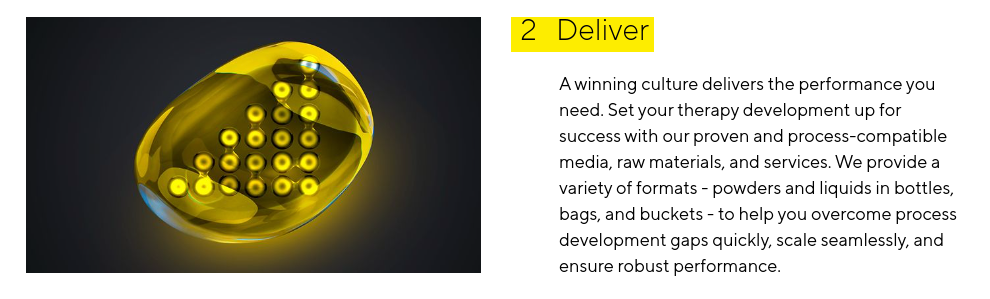 2 Deliver
A winning culture delivers the performance you
need. Set your therapy development up for
success with our proven and process-compatible
media, raw materials, and services. We provide a
variety of formats - powders and liquids in bottles,
bags, and buckets - to help you overcome process
development gaps quickly, scale seamlessly, and
ensure robust performance.